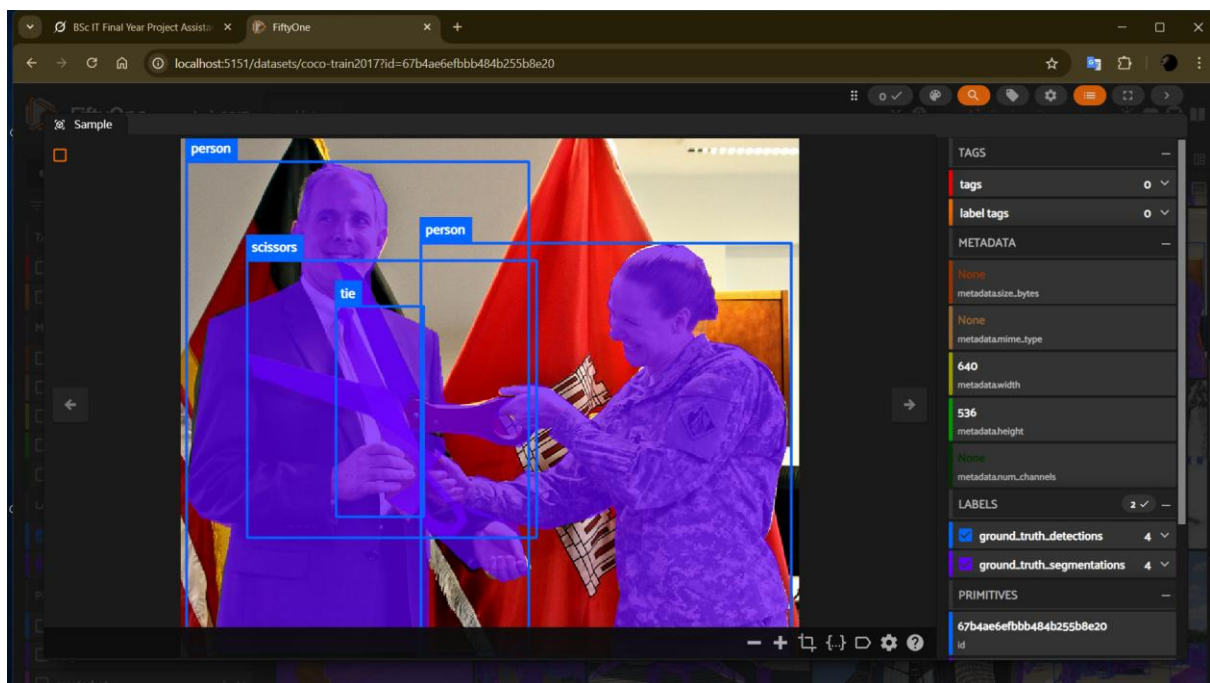 BSc IT Final Year Project Assista
FiftyOne
localhost:5151/datasets/coco-train2017?id=67b4ae6efbbb484b255b8e20
FiftyOne
0
Sample
person
person
scissors
tie
TAGS
tags 0
label tags 0
METADATA
None
metadata.size_bytes
None
metadata.mime_type
640
metadata.width
536
metadata.height
None
metadata.num_channels
LABELS 2
ground_truth_detections 4
ground_truth_segmentations 4
PRIMITIVES
67b4ae6efbbb484b255b8e20
id